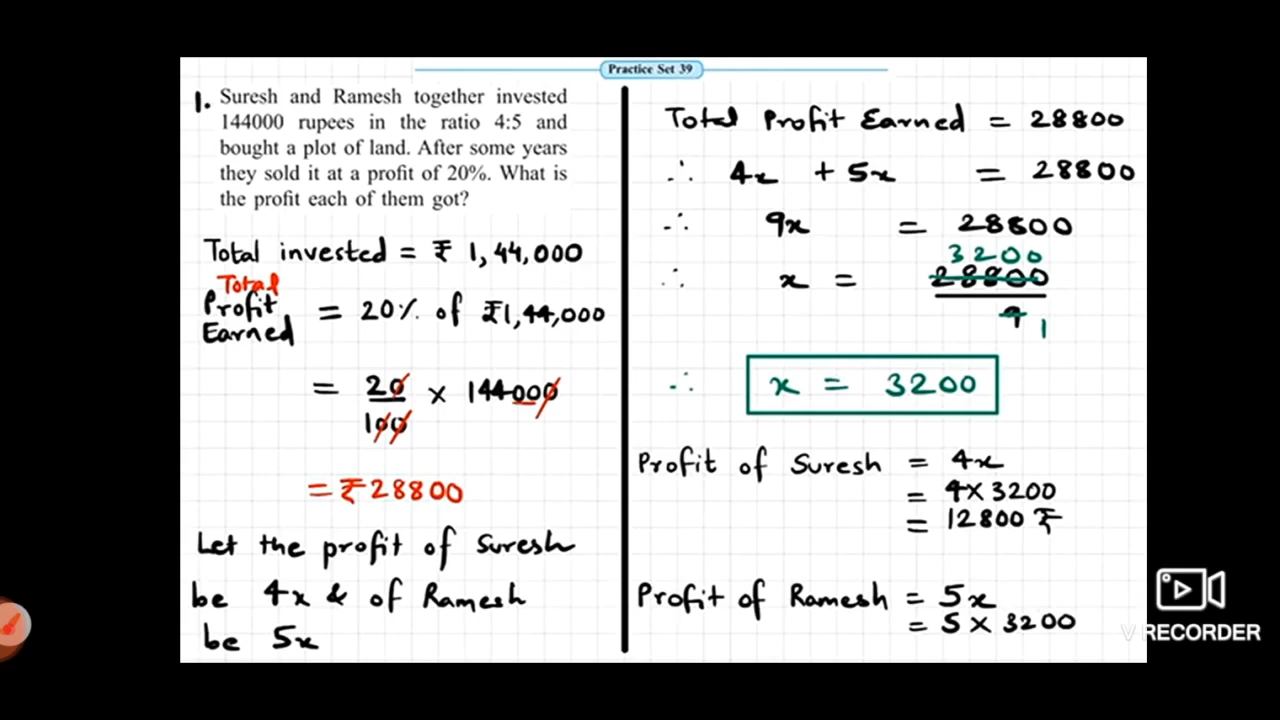 Practice Set 39
1. Suresh and Ramesh together invested
144000 rupees in the ratio 4:5 and
bought a plot of land. After some years
they sold it at a profit of 20%. What is
the profit each of them got?
Total invested = ₹ 1,44,000
Total
Profit
Earned
= 20% of ₹1,44,000
= 20/100 × 144000
= ₹28800
Let the profit of Suresh
be 4x & of Ramesh
be 5x
Total Profit Earned = 28800
∴ 4x + 5x = 28800
∴ 9x = 28800
3200
∴ x = 28800
9 1
∴ x = 3200
Profit of Suresh = 4x
= 4 × 3200
= 12800 ₹
Profit of Ramesh = 5x
= 5 × 3200
V RECORDER